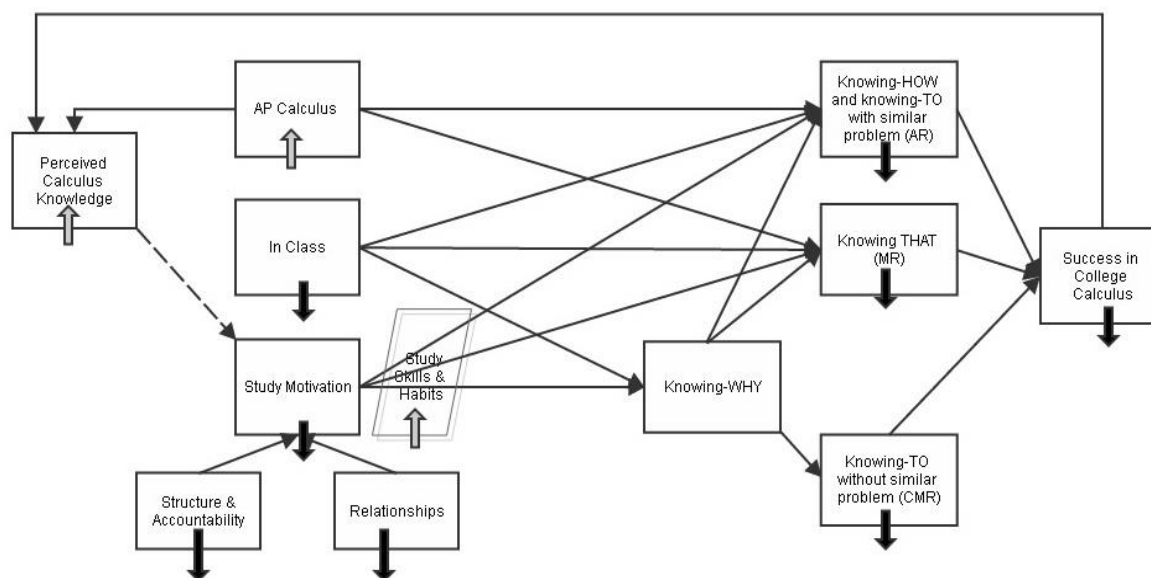 AP Calculus
Knowing-HOW
and knowing-TO
with similar
problem (AR)
Perceived
Calculus
Knowledge
In Class
Knowing THAT
(MR)
Success in
College
Calculus
Study Motivation
Study
Skills &
Habits
Knowing-WHY
Knowing-TO
without similar
problem (CMR)
Structure &
Accountability
Relationships